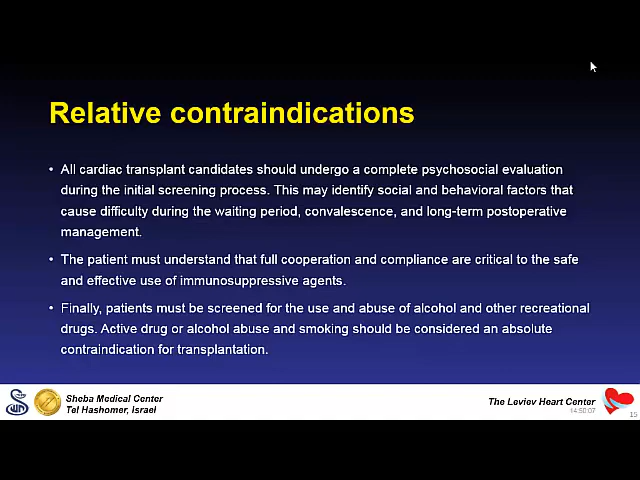 Relative contraindications
• All cardiac transplant candidates should undergo a complete psychosocial evaluation
during the initial screening process. This may identify social and behavioral factors that
cause difficulty during the waiting period, convalescence, and long-term postoperative
management.
• The patient must understand that full cooperation and compliance are critical to the safe
and effective use of immunosuppressive agents.
• Finally, patients must be screened for the use and abuse of alcohol and other recreational
drugs. Active drug or alcohol abuse and smoking should be considered an absolute
contraindication for transplantation.
Sheba Medical Center
Tel Hashomer, Israel
The Leviev Heart Center
14:50:07
15